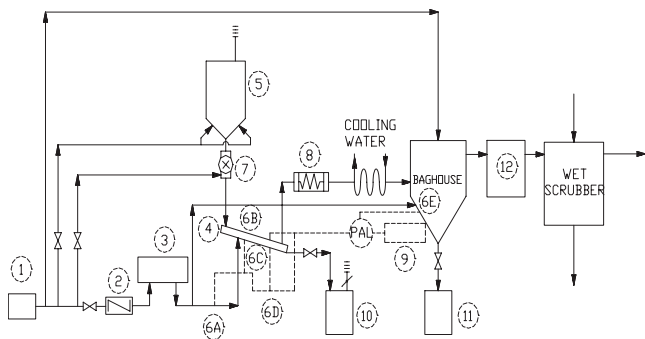 5
COOLING
WATER
8
7
BAGHOUSE
12
WET
SCRUBBER
6B
6E
4
3
6C
PAL
9
1
2
6A
6D
10
11